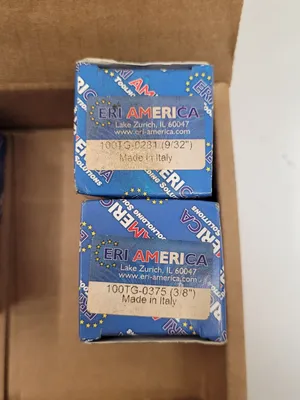 ERI AMERICA
Lake Zurich, IL 60047
www.eri-america.com
100TG-0281 (9/32")
Made in Italy
ERI AMERICA
Lake Zurich, IL 60047
www.eri-america.com
100TG-0375 (3/8")
Made in Italy